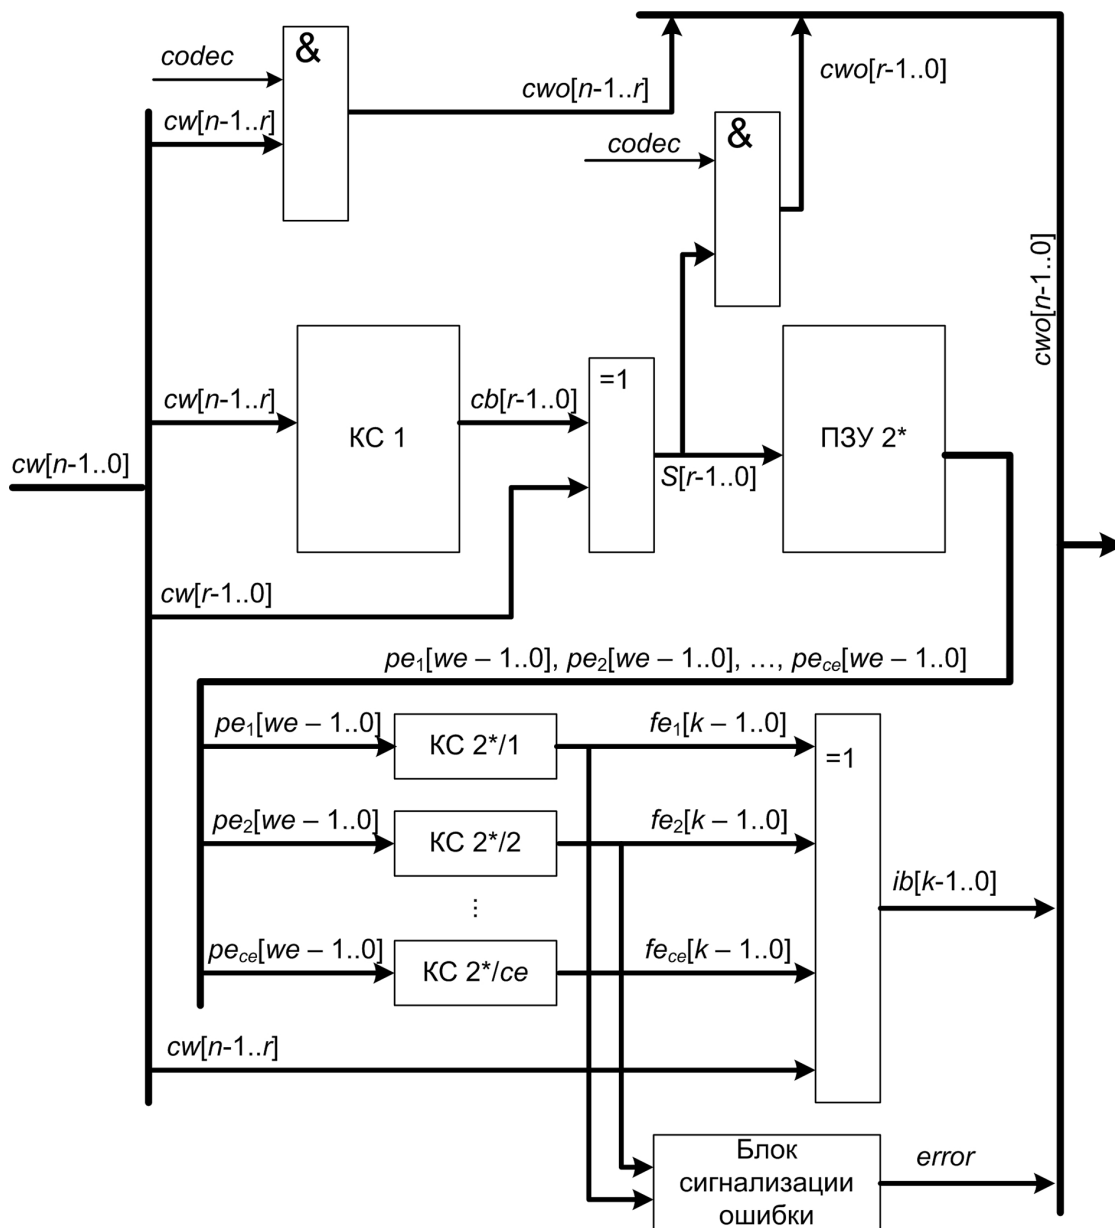 codec
&
cwo[r-1..0]
cwo[n-1..r]
cw[n-1..r]
codec
&
cwo[n-1..0]
cw[n-1..r]
КС 1
cb[r-1..0]
=1
ПЗУ 2*
cw[n-1..0]
S[r-1..0]
cw[r-1..0]
pe1[we – 1..0], pe2[we – 1..0], …, pece[we – 1..0]
pe1[we – 1..0]
КС 2*/1
fe1[k – 1..0]
=1
pe2[we – 1..0]
КС 2*/2
fe2[k – 1..0]
ib[k-1..0]
⋮
pece[we – 1..0]
КС 2*/ce
fece[k – 1..0]
cw[n-1..r]
Блок
сигнализации
ошибки
error